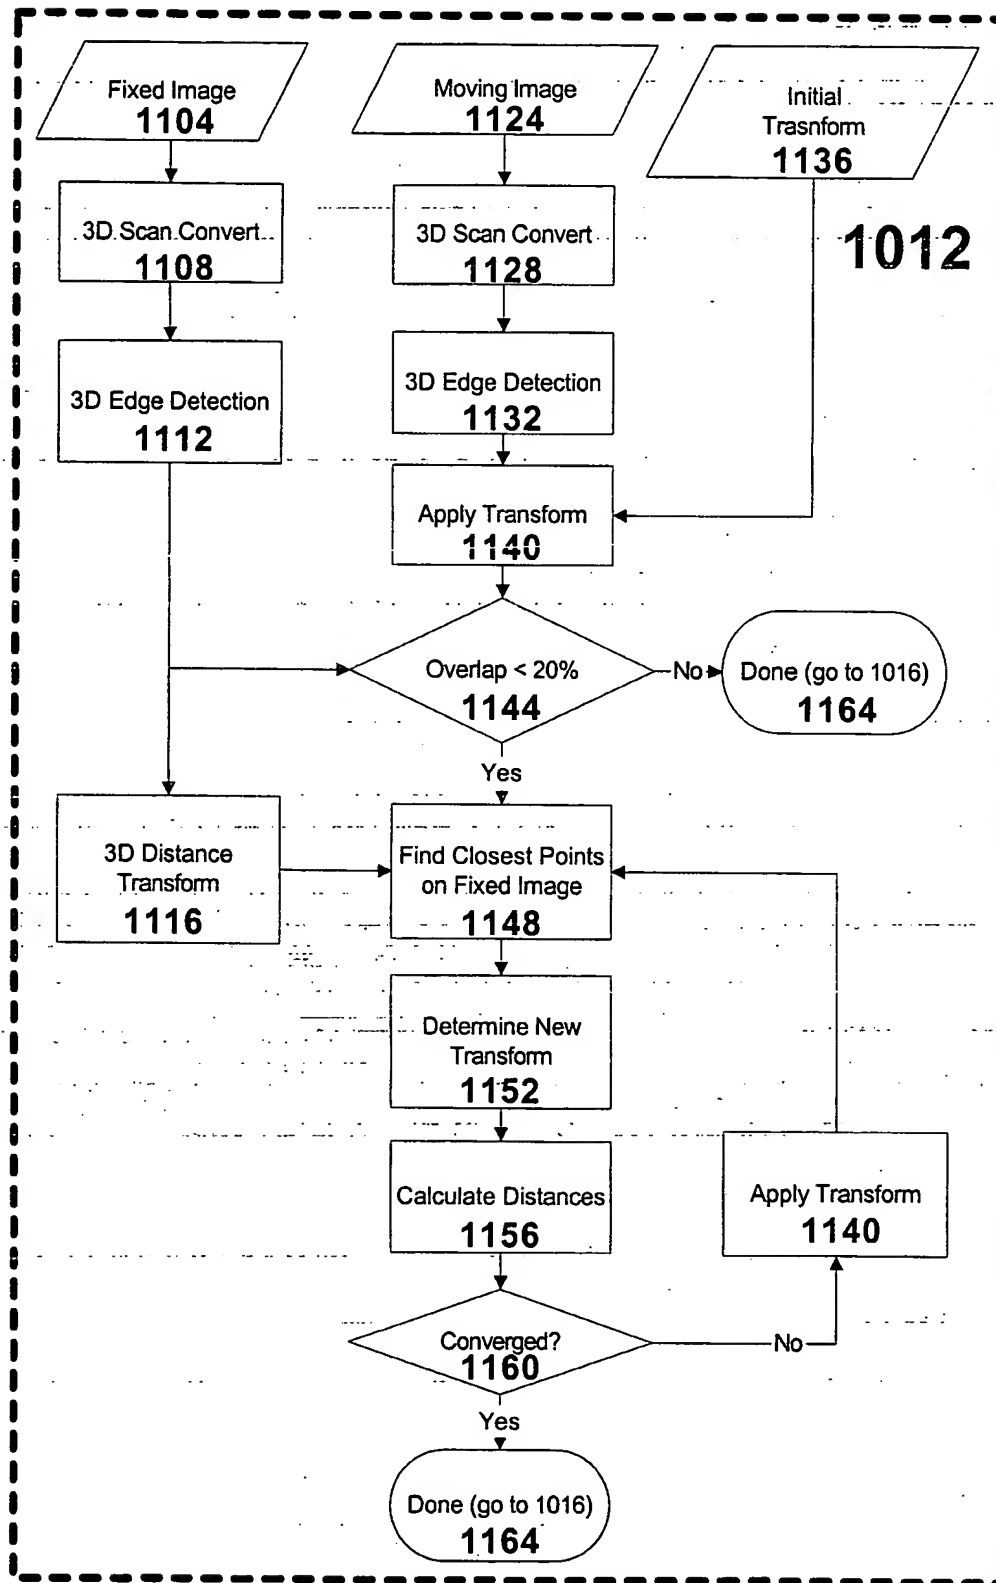 Fixed Image
1104
Moving Image
1124
Initial
Trasnform
1136
1012
3D Scan Convert
1108
3D Scan Convert
1128
3D Edge Detection
1112
3D Edge Detection
1132
Apply Transform
1140
Overlap < 20%
1144
No
Done (go to 1016)
1164
Yes
3D Distance
Transform
1116
Find Closest Points
on Fixed Image
1148
Determine New
Transform
1152
Calculate Distances
1156
Apply Transform
1140
Converged?
1160
No
Yes
Done (go to 1016)
1164